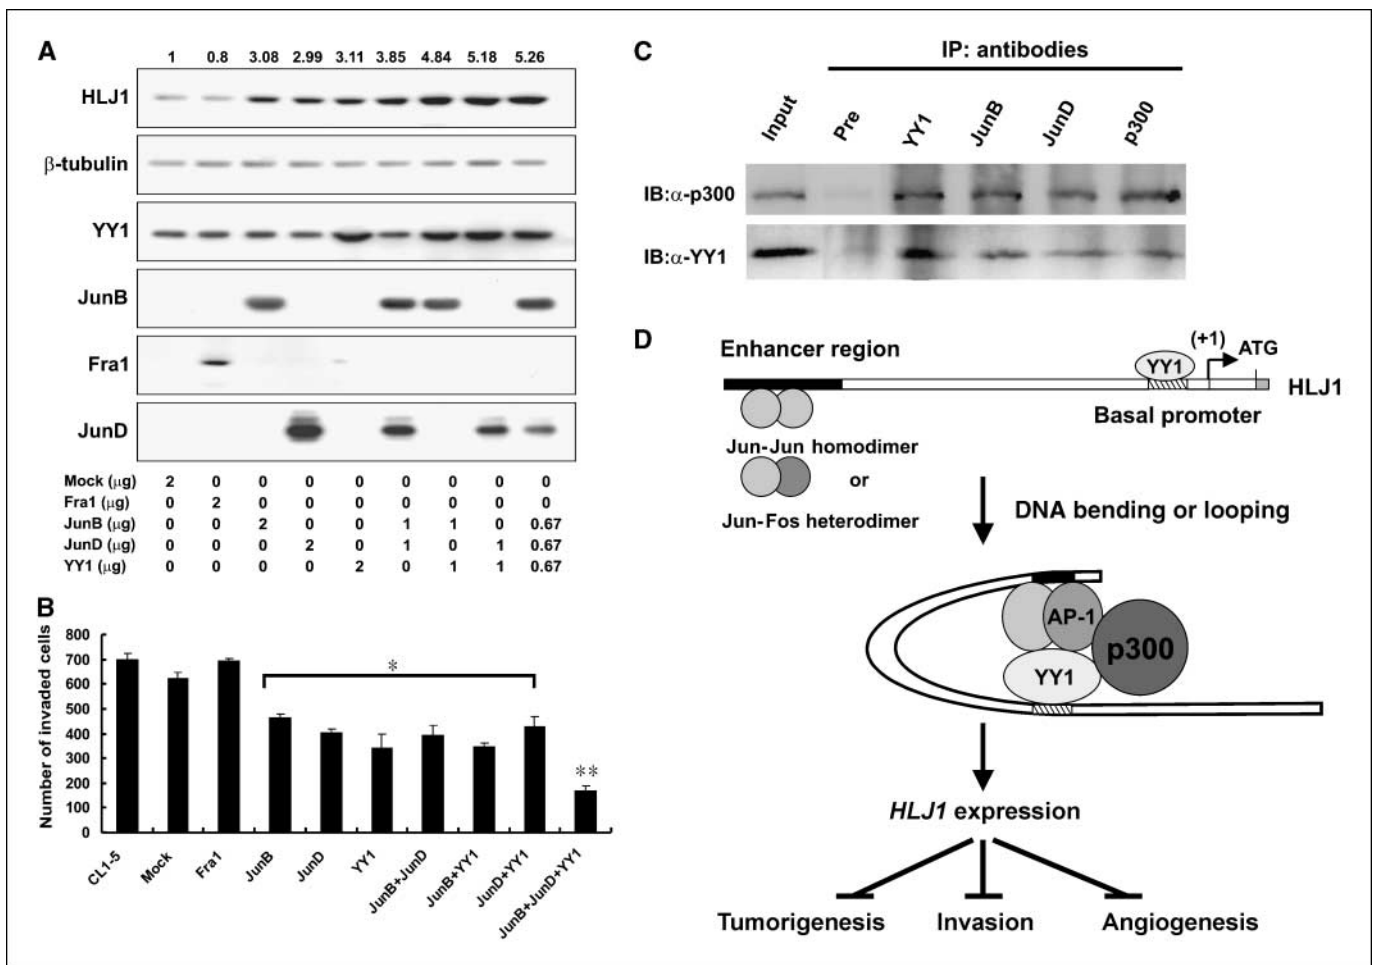 A
1 0.8 3.08 2.99 3.11 3.85 4.84 5.18 5.26
HLJ1
β-tubulin
YY1
JunB
Fra1
JunD
Mock (μg) 2 0 0 0 0 0 0 0 0
Fra1 (μg) 0 2 0 0 0 0 0 0 0
JunB (μg) 0 0 2 0 0 1 1 0 0.67
JunD (μg) 0 0 0 2 0 1 0 1 0.67
YY1 (μg) 0 0 0 0 2 0 1 1 0.67
B
Number of invaded cells
800
700
600
500
400
300
200
100
0
*
**
CL1-5
Mock
Fra1
JunB
JunD
YY1
JunB+JunD
JunB+YY1
JunD+YY1
JunB+JunD+YY1
C
IP: antibodies
Input Pre YY1 JunB JunD p300
IB:α-p300
IB:α-YY1
D
Enhancer region
YY1
(+1)
ATG
HLJ1
Basal promoter
Jun-Jun homodimer
or
Jun-Fos heterodimer
DNA bending or looping
AP-1
p300
YY1
HLJ1 expression
Tumorigenesis Invasion Angiogenesis